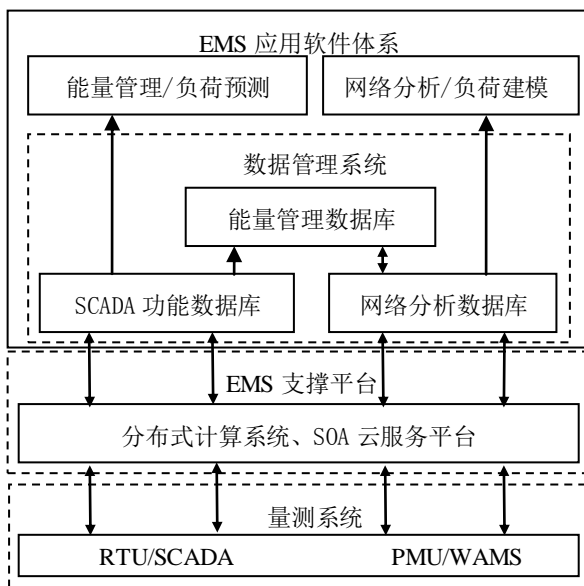 EMS 应用软件体系
能量管理/负荷预测
网络分析/负荷建模
数据管理系统
能量管理数据库
SCADA 功能数据库
网络分析数据库
EMS 支撑平台
分布式计算系统、SOA 云服务平台
量测系统
RTU/SCADA
PMU/WAMS